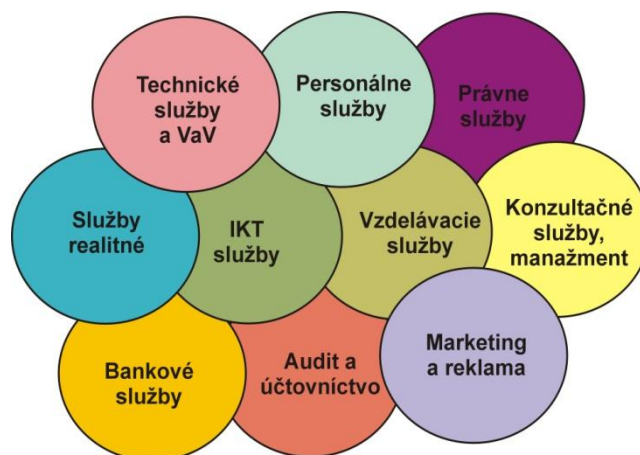 Technické
služby
a VaV
Personálne
služby
Právne
služby
Služby
realitné
IKT
služby
Vzdelávacie
služby
Konzultačné
služby,
manažment
Bankové
služby
Audit a
účtovníctvo
Marketing
a reklama